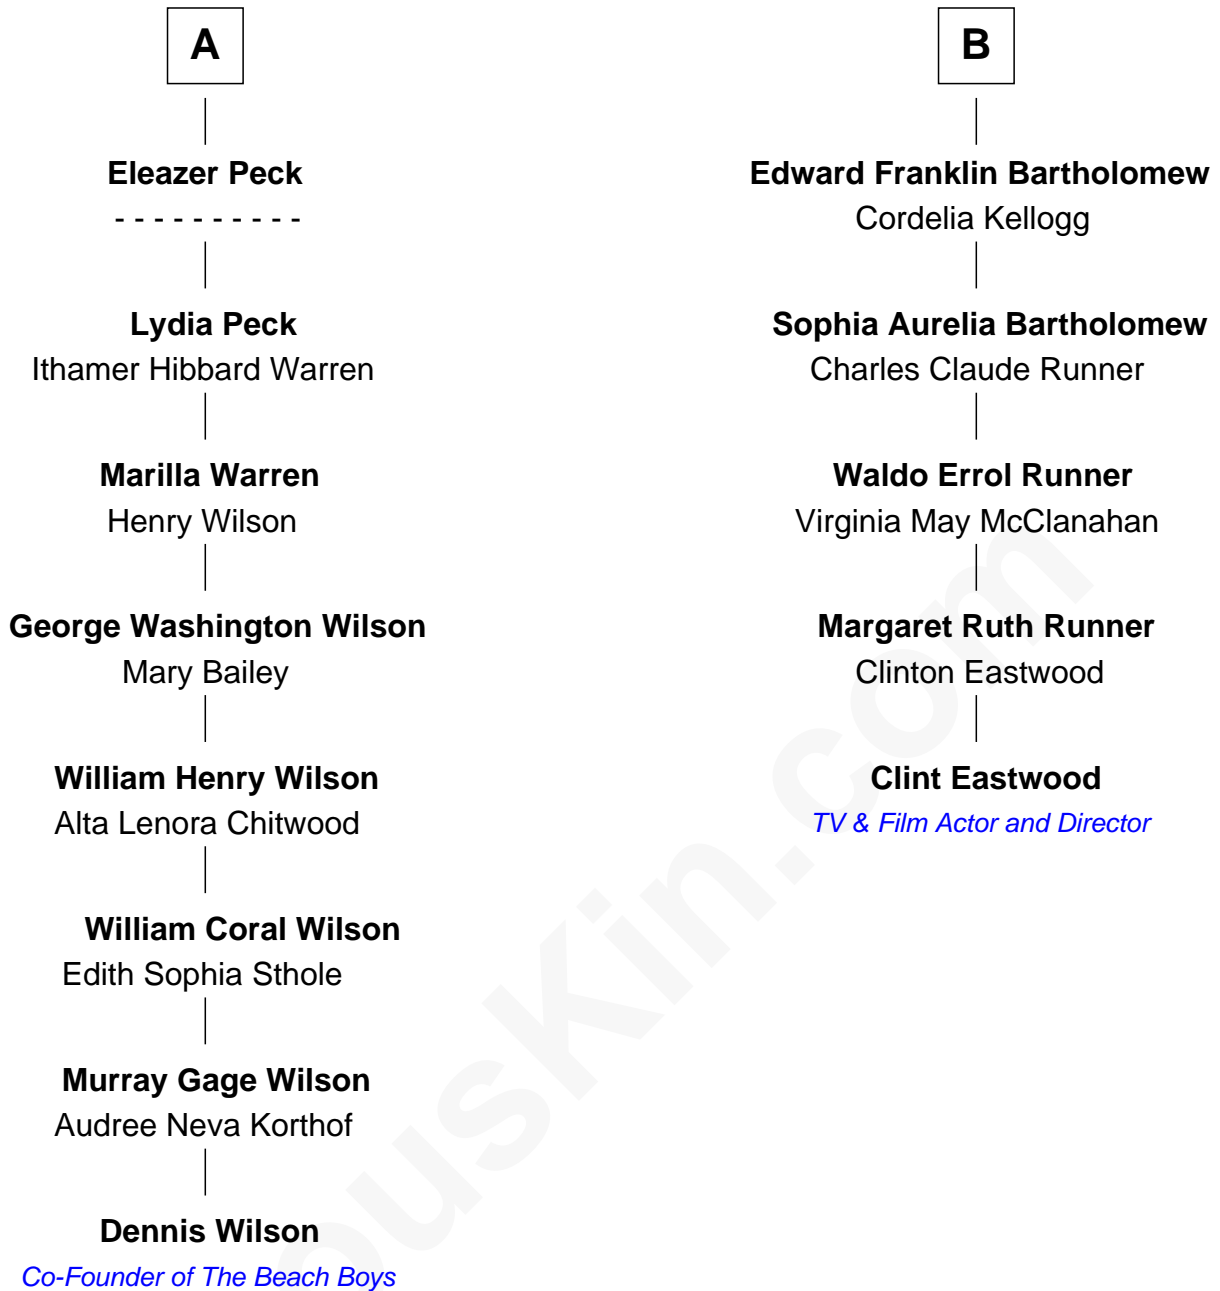 A
Eleazer Peck
- - - - - - - - - -
Lydia Peck
Ithamer Hibbard Warren
Marilla Warren
Henry Wilson
George Washington Wilson
Mary Bailey
William Henry Wilson
Alta Lenora Chitwood
William Coral Wilson
Edith Sophia Sthole
Murray Gage Wilson
Audree Neva Korthof
Dennis Wilson
Co-Founder of The Beach Boys
B
Edward Franklin Bartholomew
Cordelia Kellogg
Sophia Aurelia Bartholomew
Charles Claude Runner
Waldo Errol Runner
Virginia May McClanahan
Margaret Ruth Runner
Clinton Eastwood
Clint Eastwood
TV & Film Actor and Director
ousKin.com